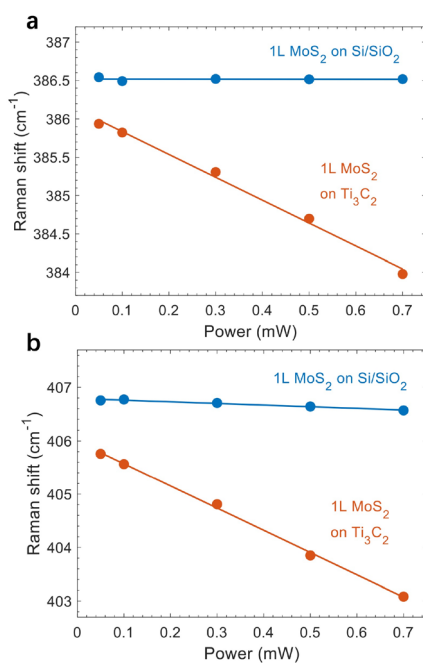 a
387
386.5
386
385.5
385
384.5
384
Raman shift (cm⁻¹)
1L MoS₂ on Si/SiO₂
1L MoS₂
on Ti₃C₂
0 0.1 0.2 0.3 0.4 0.5 0.6 0.7
Power (mW)
b
407
406
405
404
403
Raman shift (cm⁻¹)
1L MoS₂ on Si/SiO₂
1L MoS₂
on Ti₃C₂
0 0.1 0.2 0.3 0.4 0.5 0.6 0.7
Power (mW)